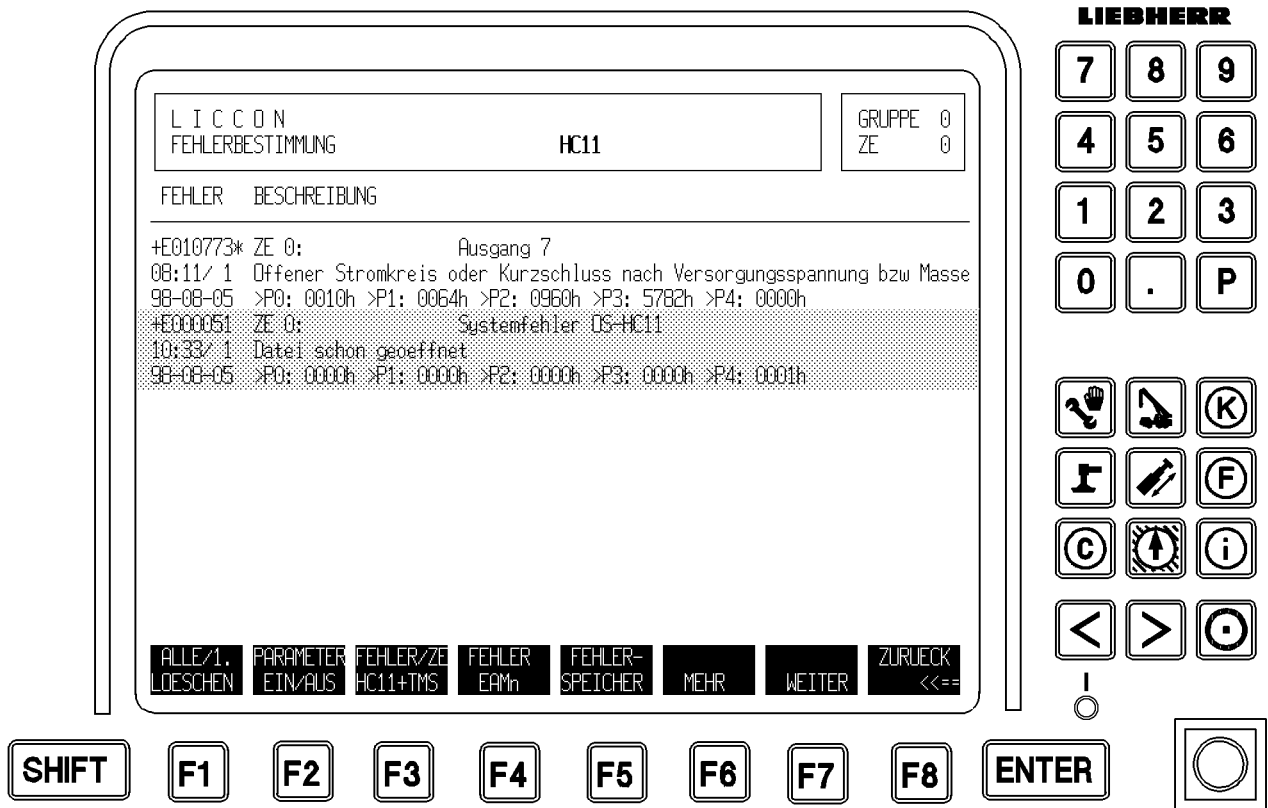 LIEBHERR
L I C C O N
FEHLERBESTIMMUNG HC11
GRUPPE 0
ZE 0
FEHLER BESCHREIBUNG
+E010773* ZE 0: Ausgang 7
08:11/ 1 Offener Stromkreis oder Kurzschluss nach Versorgungsspannung bzw Masse
98-08-05 >P0: 0010h >P1: 0064h >P2: 0960h >P3: 5782h >P4: 0000h
+E000051 ZE 0: Systemfehler OS-HC11
10:33/ 1 Datei schon geoeffnet
98-08-05 >P0: 0000h >P1: 0000h >P2: 0000h >P3: 0000h >P4: 0001h
ALLE/1. PARAMETER FEHLER/ZE FEHLER FEHLER- ZURUECK
LOESCHEN EIN/AUS HC11+TMS EAMn SPEICHER MEHR WEITER <<==
7 8 9
4 5 6
1 2 3
0 . P
K
F
C i
< >
SHIFT F1 F2 F3 F4 F5 F6 F7 F8 ENTER